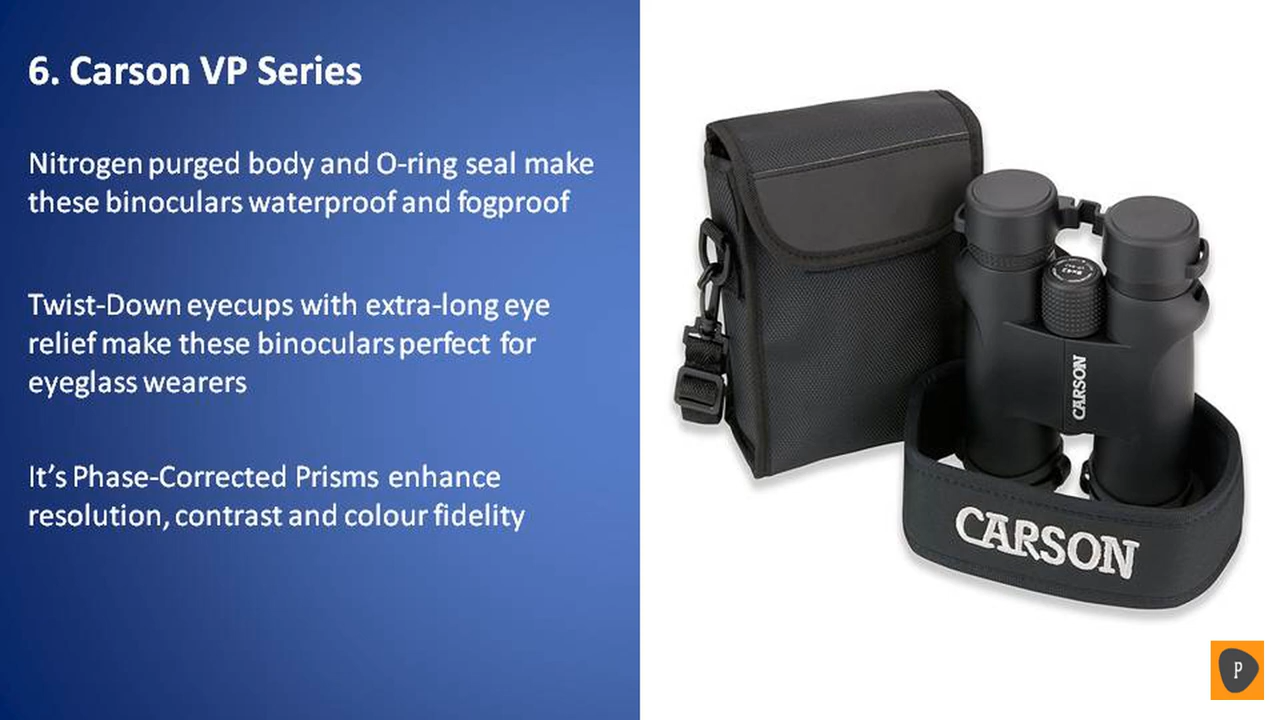 6. Carson VP Series
Nitrogen purged body and O-ring seal make
these binoculars waterproof and fogproof
Twist-Down eyecups with extra-long eye
relief make these binoculars perfect for
eyeglass wearers
It's Phase-Corrected Prisms enhance
resolution, contrast and colour fidelity
CARSON
CARSON
P